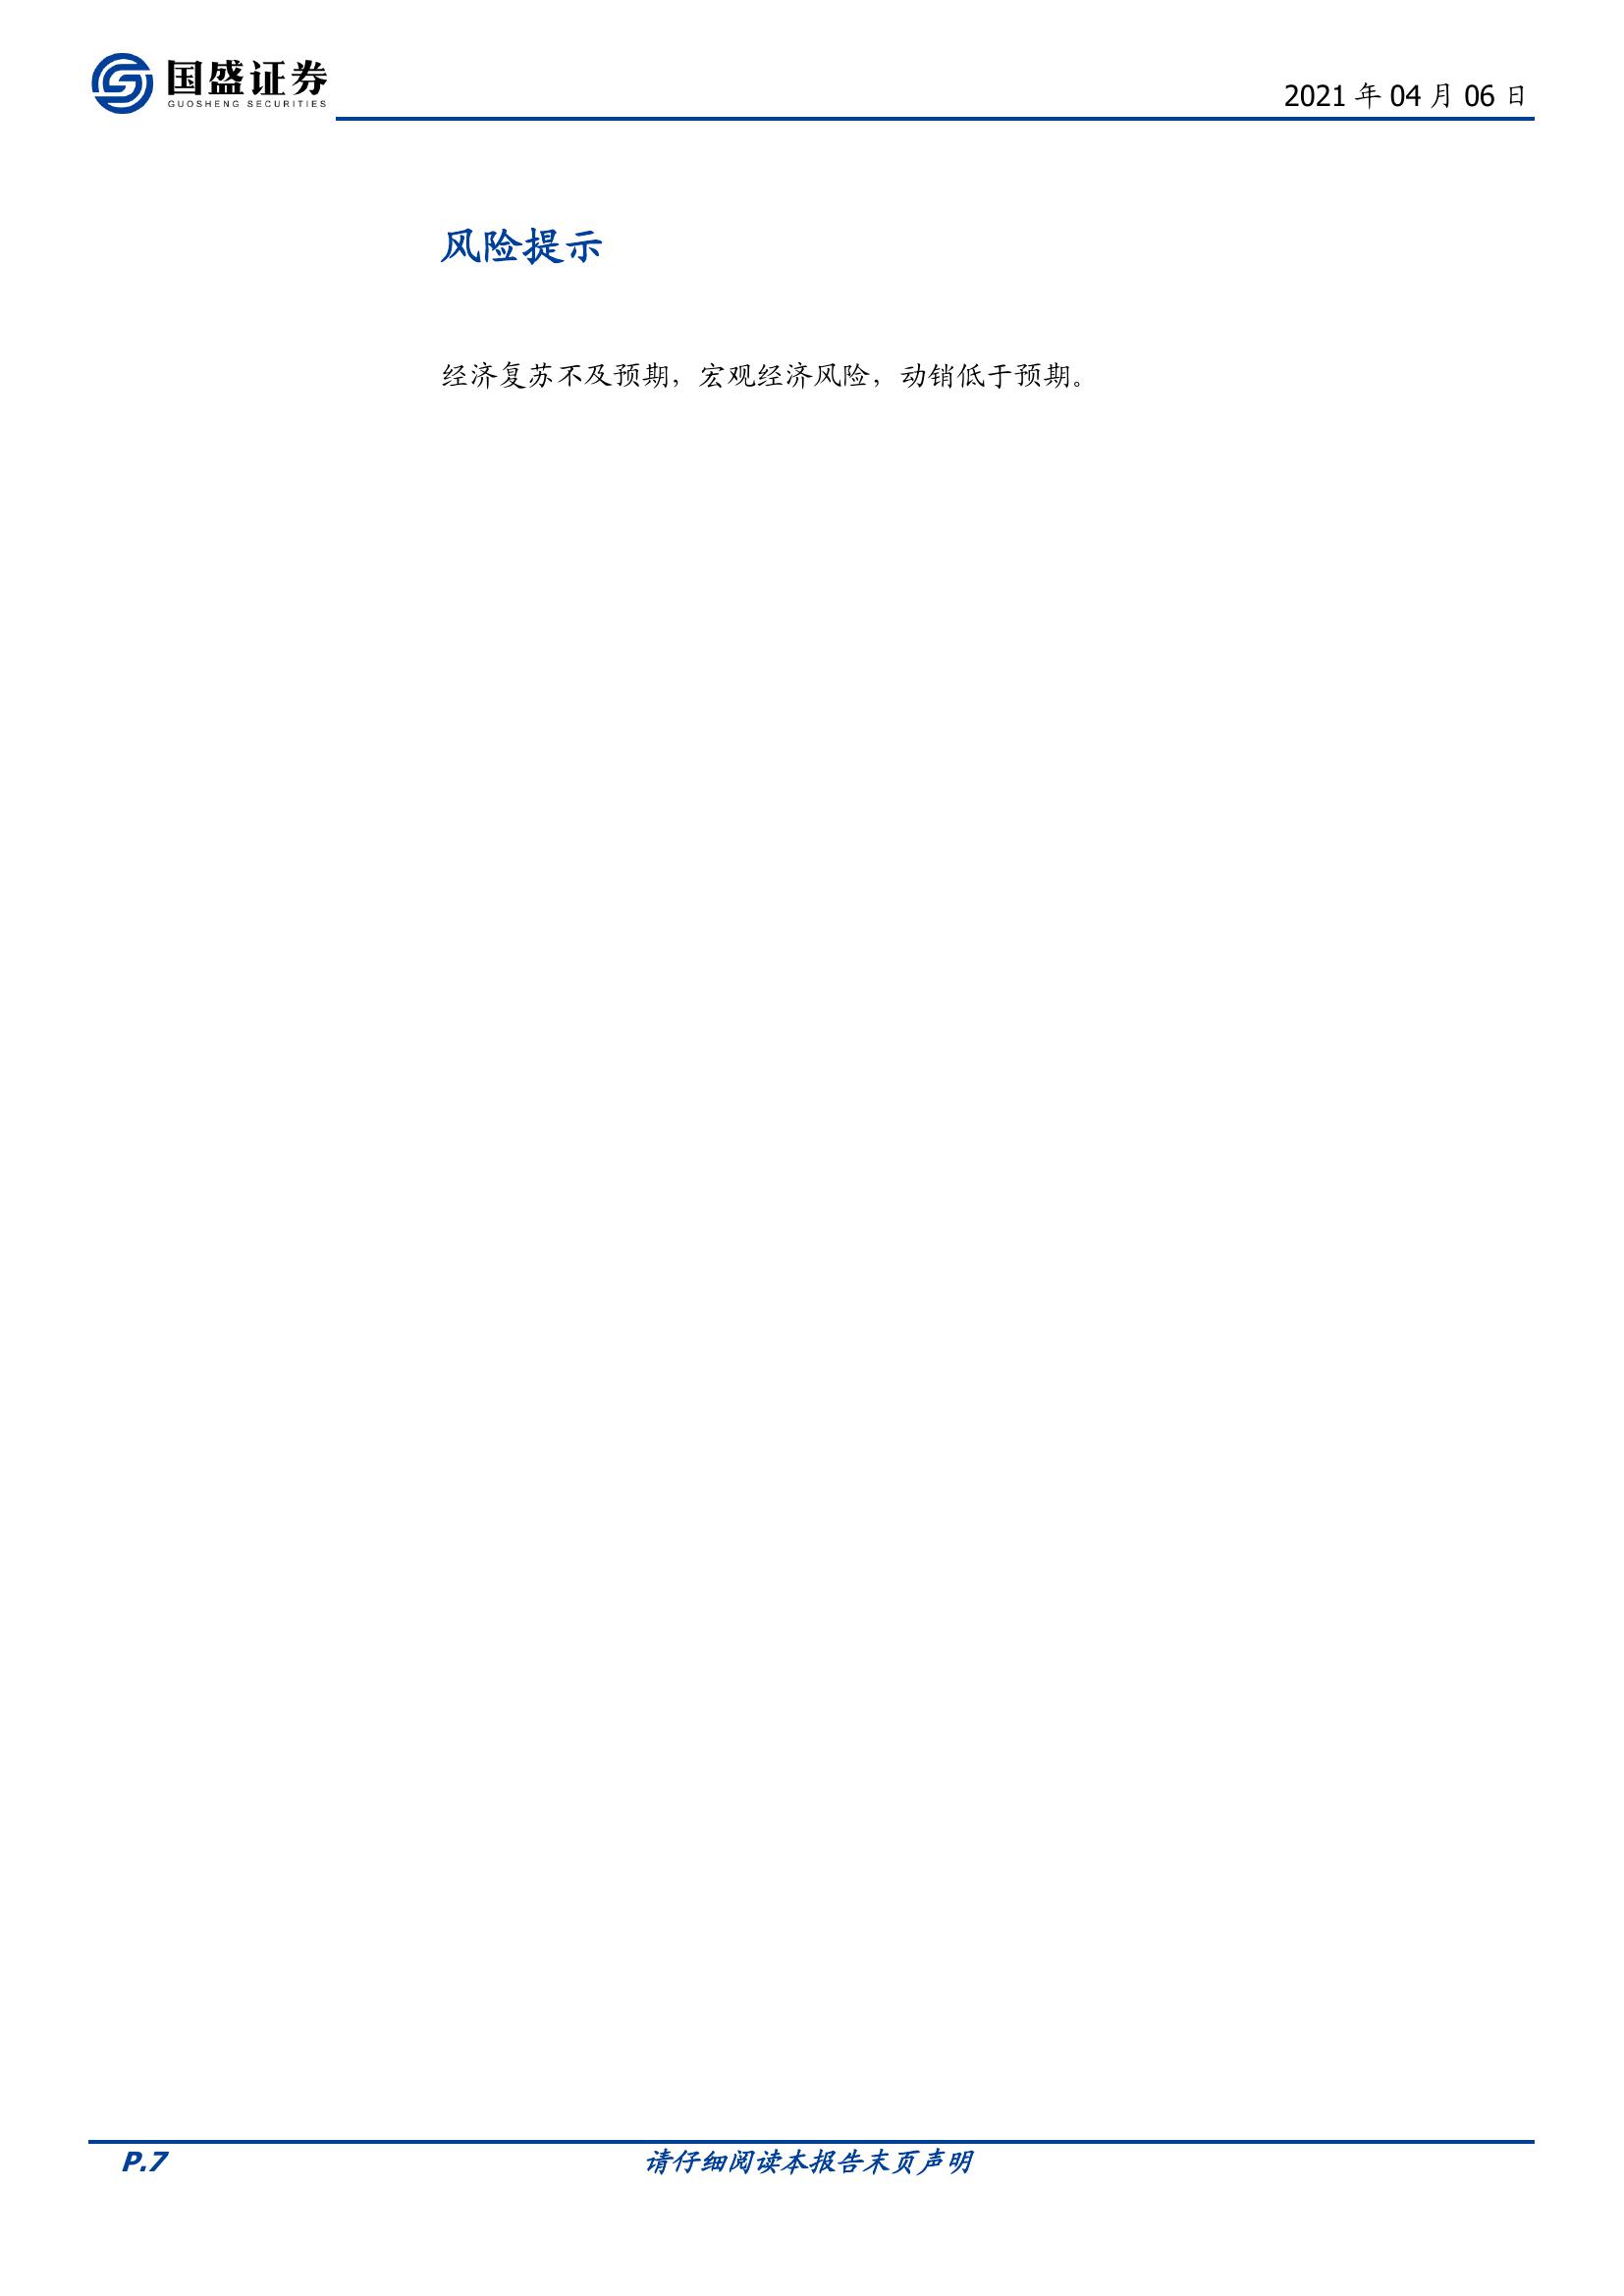 国盛证券
GUOSHENG SECURITIES
2021 年 04 月 06 日
风险提示
经济复苏不及预期，宏观经济风险，动销低于预期。
P.7
请仔细阅读本报告末页声明